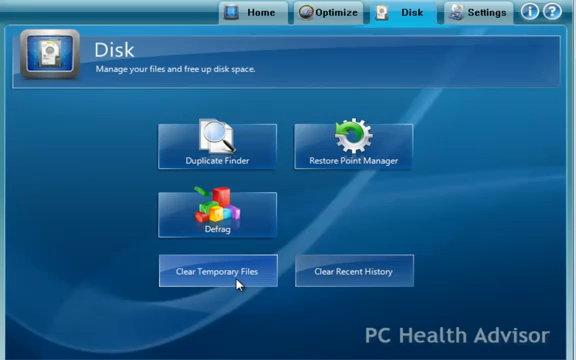 Home
Optimize
Disk
Settings
Disk
Manage your files and free up disk space.
Duplicate Finder
Restore Point Manager
Defrag
Clear Temporary Files
Clear Recent History
PC Health Advisor